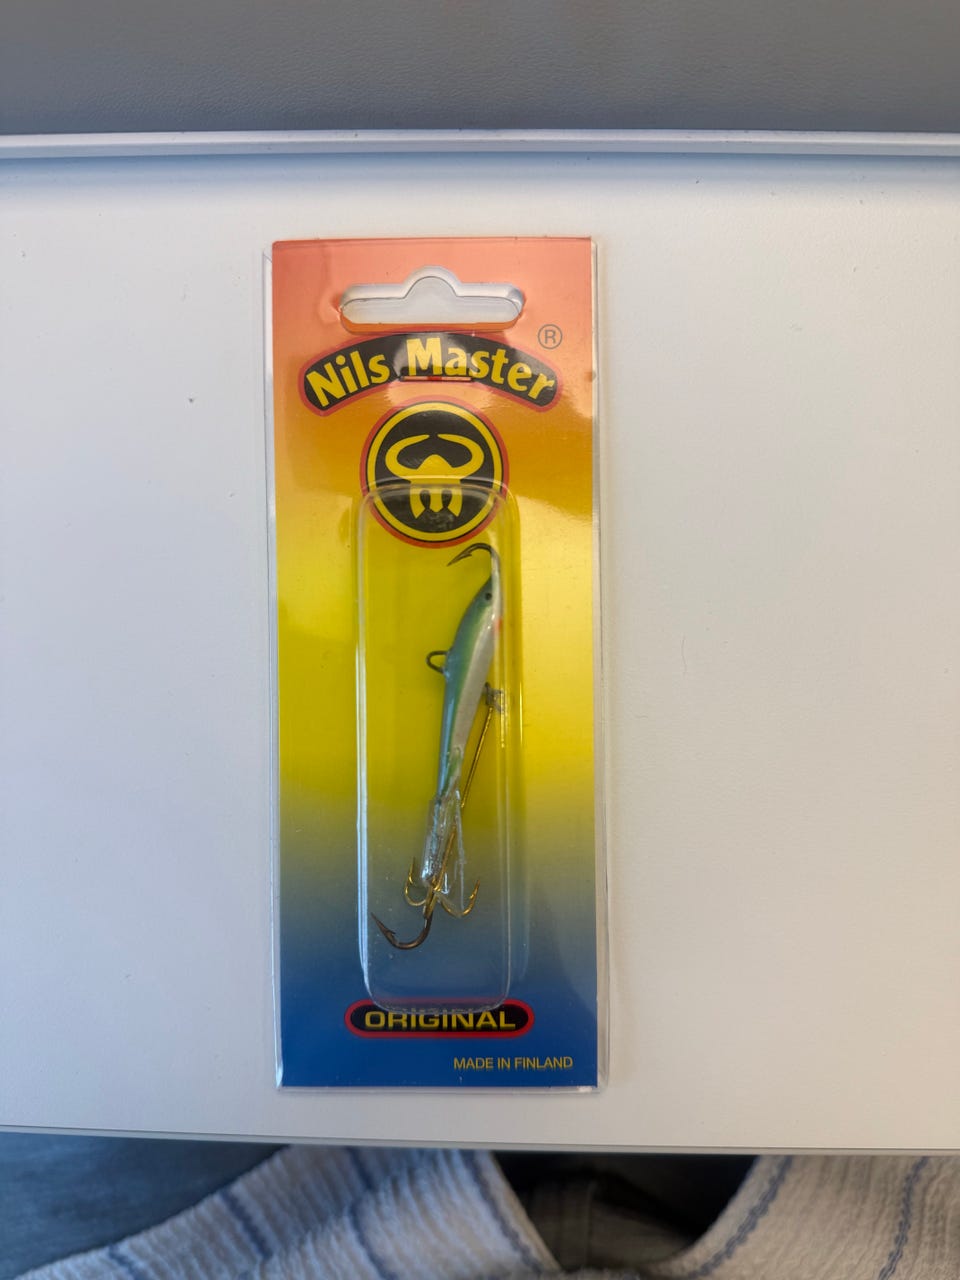 ®
Nils Master
ORIGINAL
MADE IN FINLAND